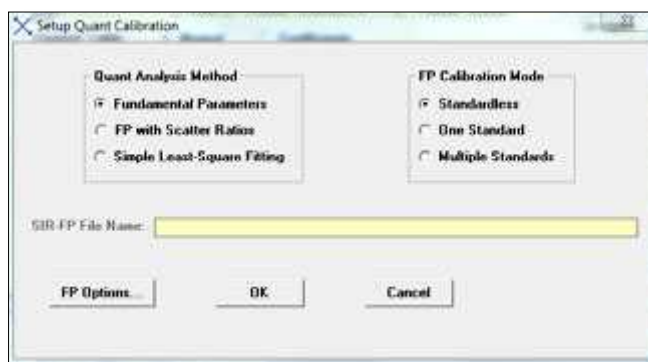 Setup Quant Calibration
Quant Analysis Method
Fundamental Parameters
FP with Scatter Ratios
Simple Least-Square Fitting
FP Calibration Mode
Standardless
One Standard
Multiple Standards
SIR-FP File Name:
FP Options...
OK
Cancel